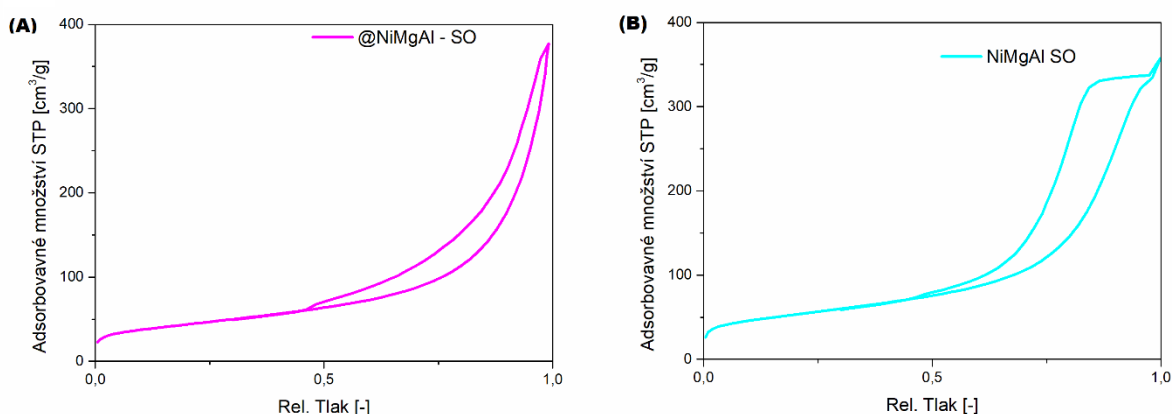 (A)
400
300
200
100
0
Adsorbovavné množství STP [cm³/g]
@NiMgAl - SO
0,0
0,5
1,0
Rel. Tlak [-]
(B)
400
300
200
100
0
Adsorbovavné množství STP [cm³/g]
NiMgAl SO
0,0
0,5
1,0
Rel. Tlak [-]